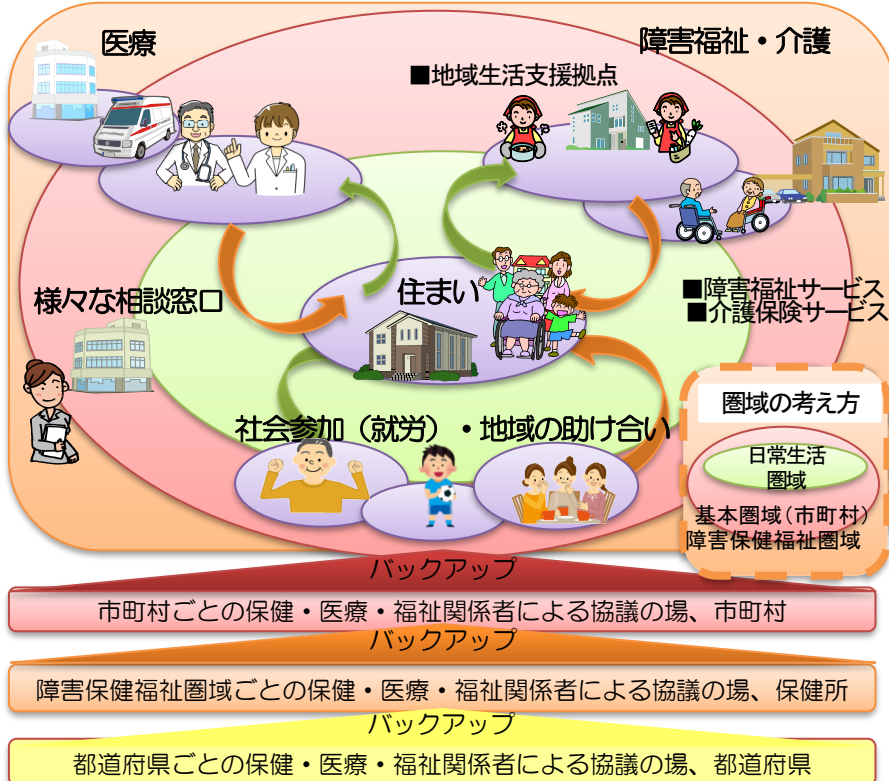 医療
障害福祉・介護
■地域生活支援拠点
様々な相談窓口
住まい
■障害福祉サービス
■介護保険サービス
社会参加(就労)・地域の助け合い
圏域の考え方
日常生活
圏域
基本圏域(市町村)
障害保健福祉圏域
バックアップ
市町村ごとの保健・医療・福祉関係者による協議の場、市町村
バックアップ
障害保健福祉圏域ごとの保健・医療・福祉関係者による協議の場、保健所
バックアップ
都道府県ごとの保健・医療・福祉関係者による協議の場、都道府県